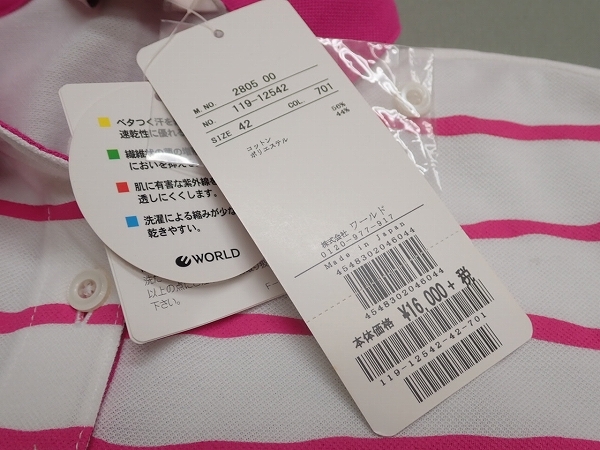 M. NO. 2805 00
NO. 119-12542
SIZE 42 COL. 701
コットン 56%
ポリエステル 44%
株式会社 ワールド
0120-977-917
Made in Japan
4548302046044
4548302046044
本体価格 ¥16,000 + 税
119-12542-42-701
ベタつく汗を
速乾性に優れ
繊維
においを抑え
肌に有害な紫外線を
透しにくくします。
洗濯による縮みが少な
乾きやすい。
WORLD
以上の点に
下さい。
F-